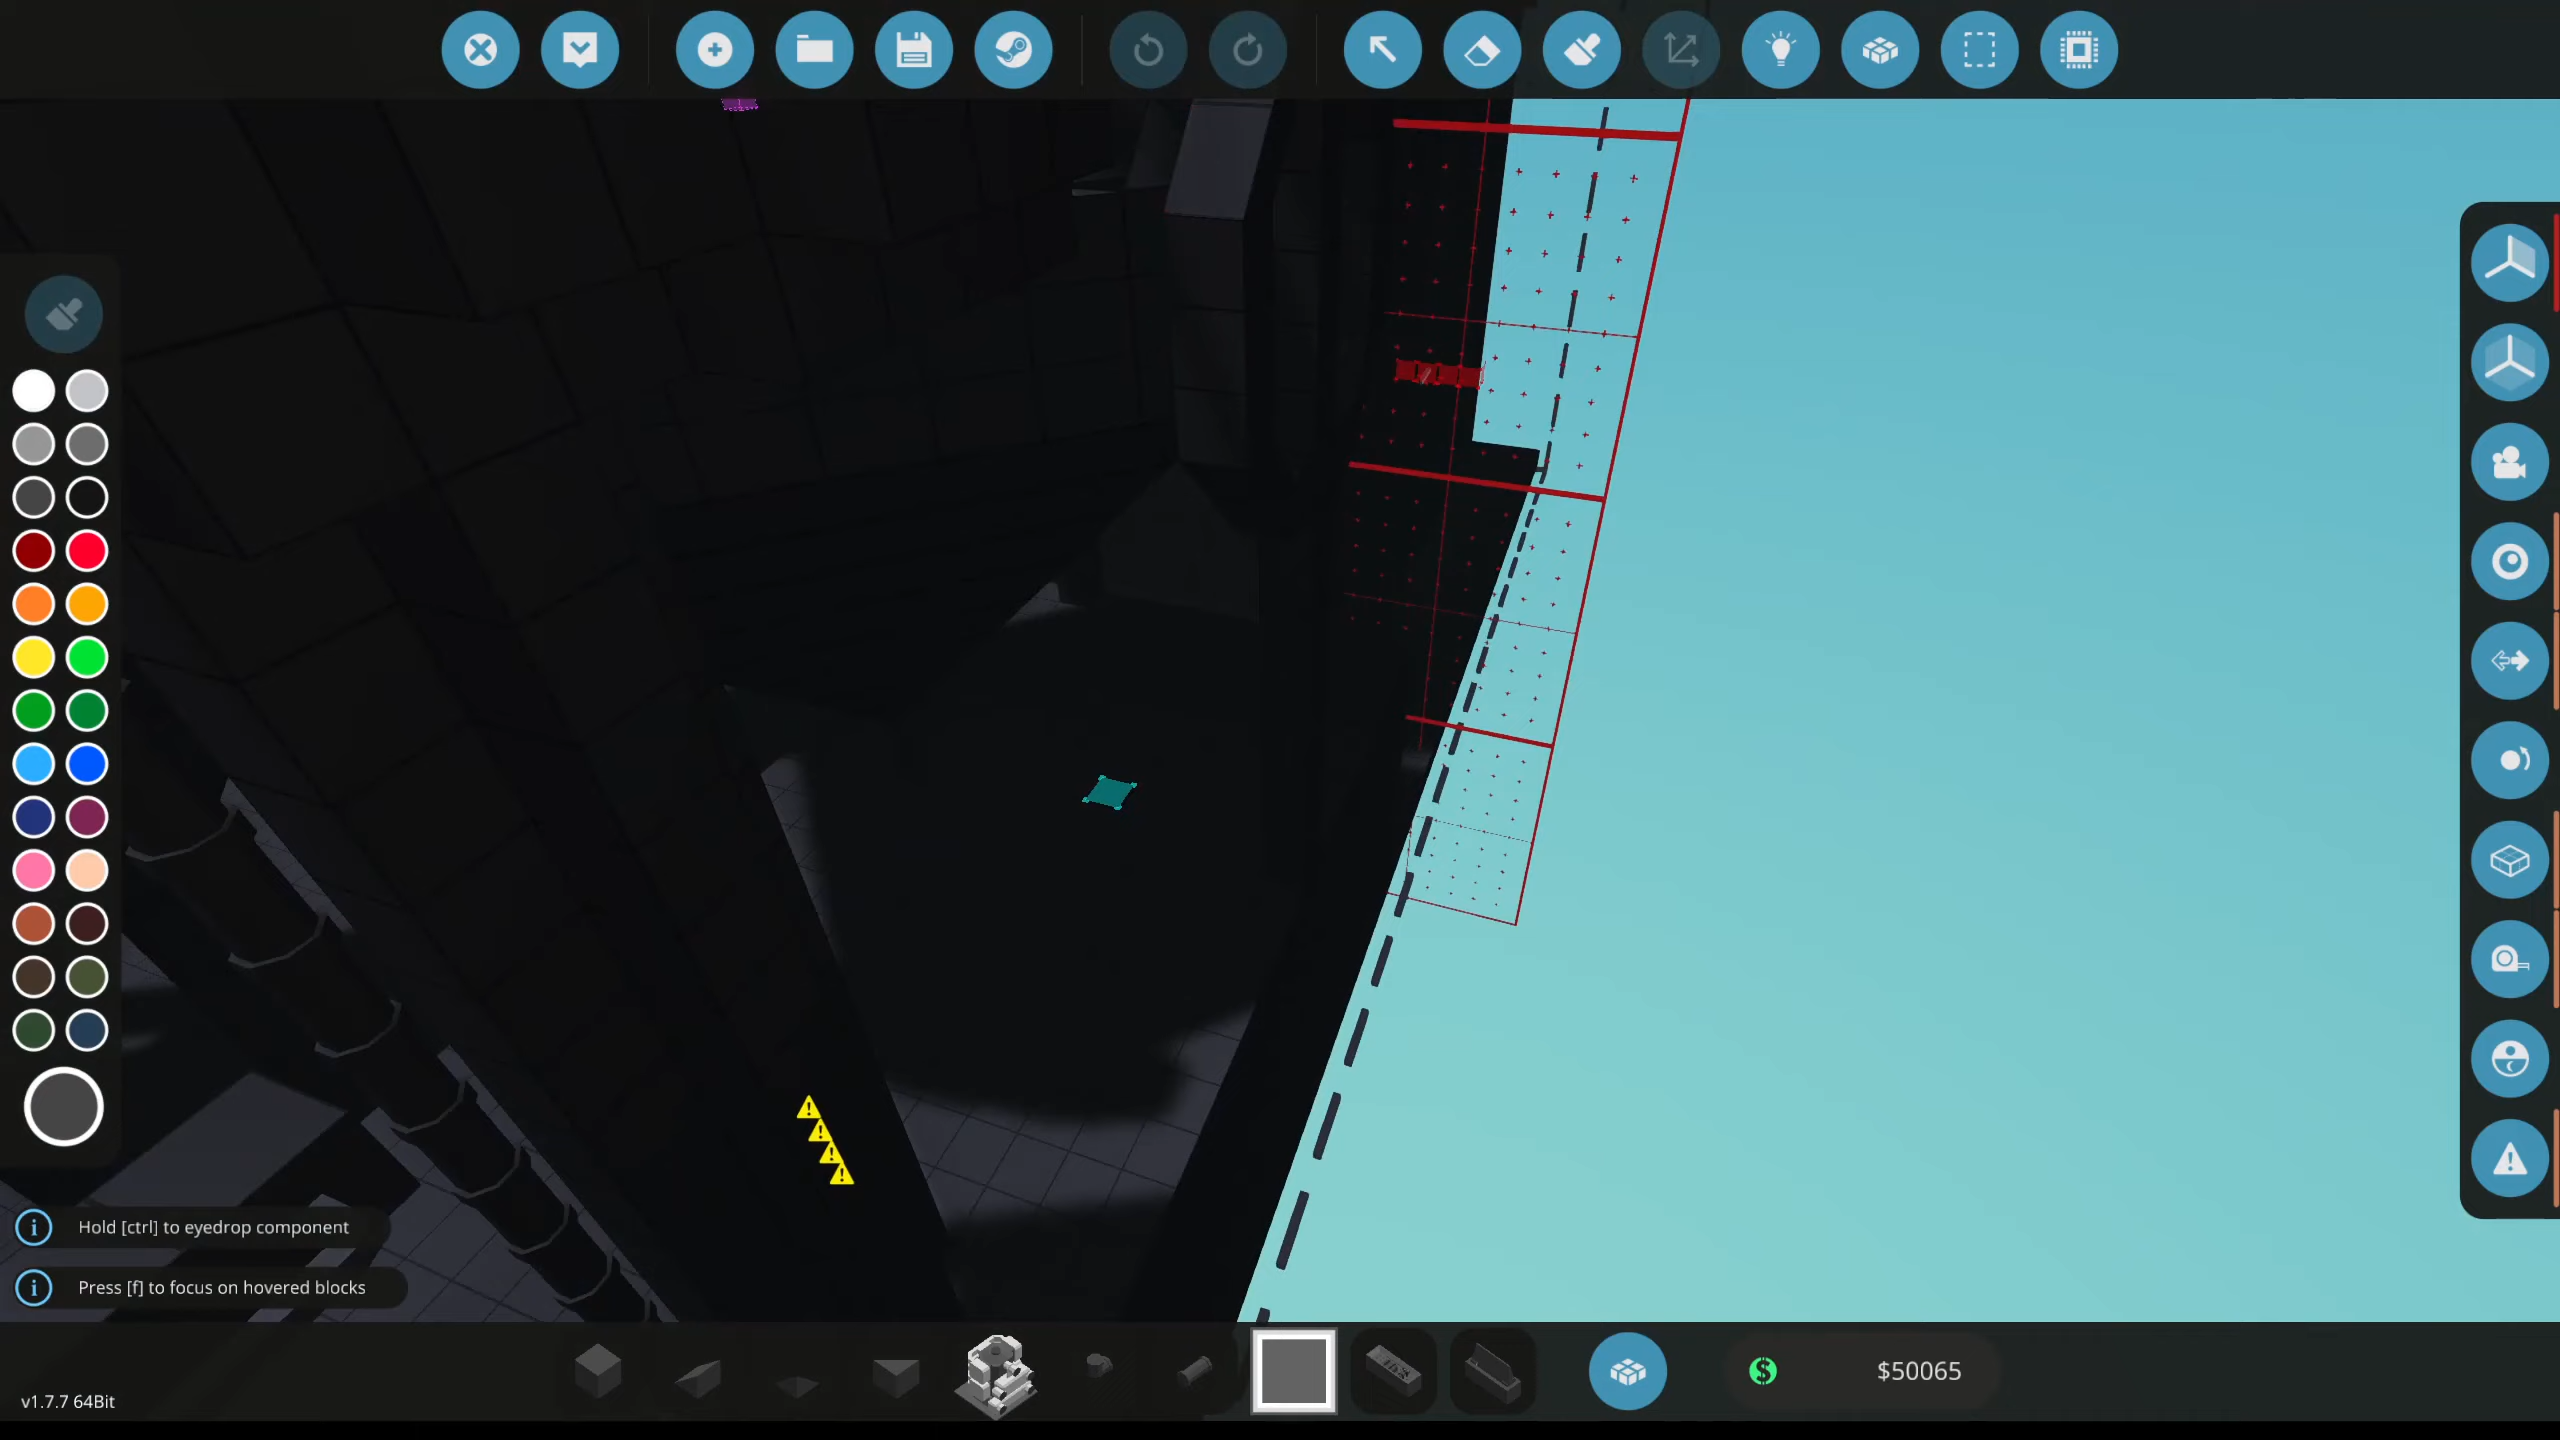 Hold [ctrl] to eyedrop component
Press [f] to focus on hovered blocks
$50065
v1.7.7 64Bit